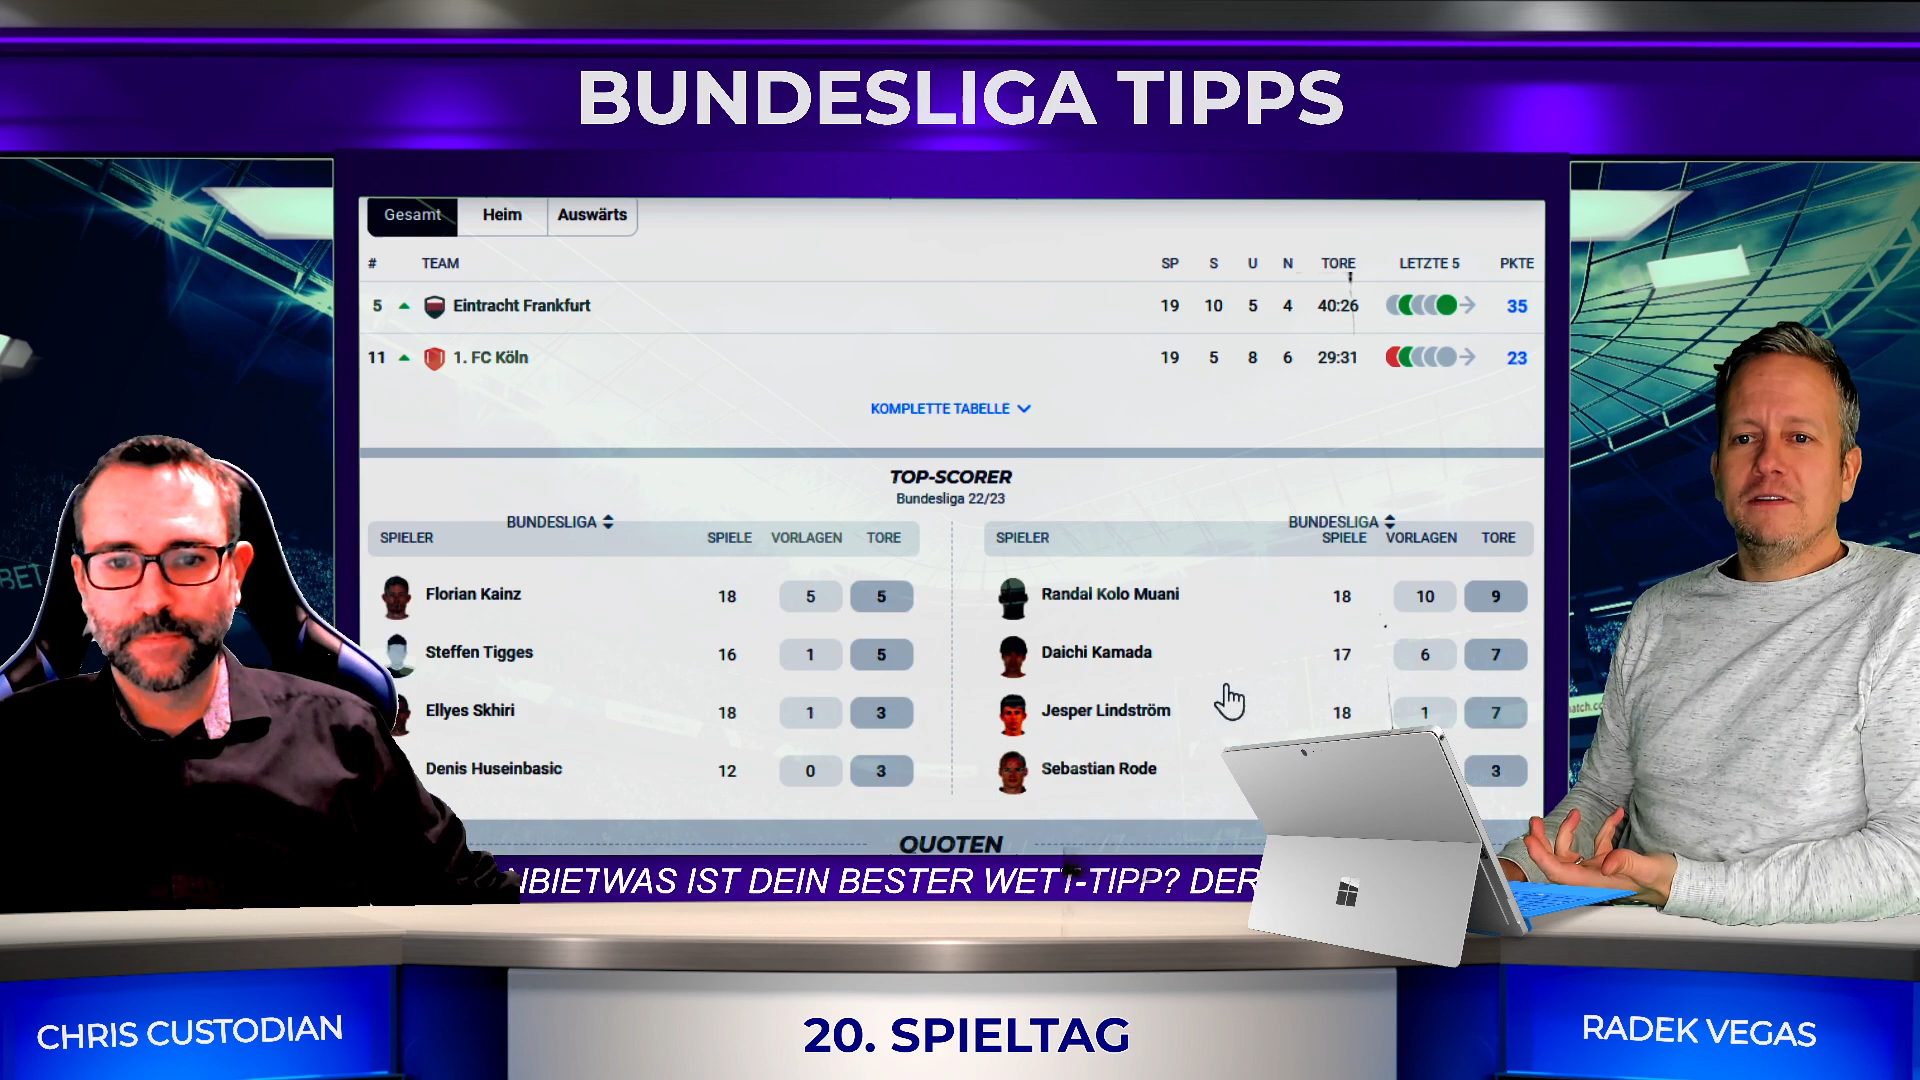 BUNDESLIGA TIPPS
Gesamt Heim Auswärts
# TEAM SP S U N TORE LETZTE 5 PKTE
5 Eintracht Frankfurt 19 10 5 4 40:26 35
11 1. FC Köln 19 5 8 6 29:31 23
KOMPLETTE TABELLE
TOP-SCORER
Bundesliga 22/23
BUNDESLIGA
SPIELER SPIELE VORLAGEN TORE
Florian Kainz 18 5 5
Steffen Tigges 16 1 5
Ellyes Skhiri 18 1 3
Denis Huseinbasic 12 0 3
BUNDESLIGA
SPIELER SPIELE VORLAGEN TORE
Randal Kolo Muani 18 10 9
Daichi Kamada 17 6 7
Jesper Lindström 18 1 7
Sebastian Rode 3
QUOTEN
NBIETWAS IST DEIN BESTER WETT-TIPP? DER
BET
CHRIS CUSTODIAN
20. SPIELTAG
RADEK VEGAS